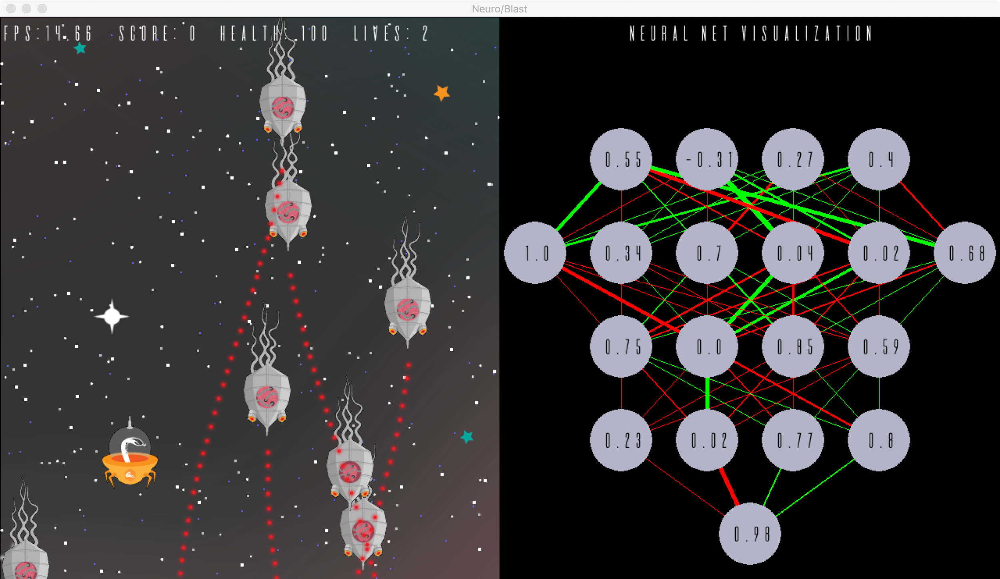 Neuro/Blast
FPS:14.66 SCORE: 0 HEALTH: 100 LIVES: 2
NEURAL NET VISUALIZATION
0.55 -0.31 0.27 0.4
1.0 0.34 0.7 0.04 0.02 0.68
0.75 0.0 0.85 0.59
0.23 0.02 0.77 0.8
0.98